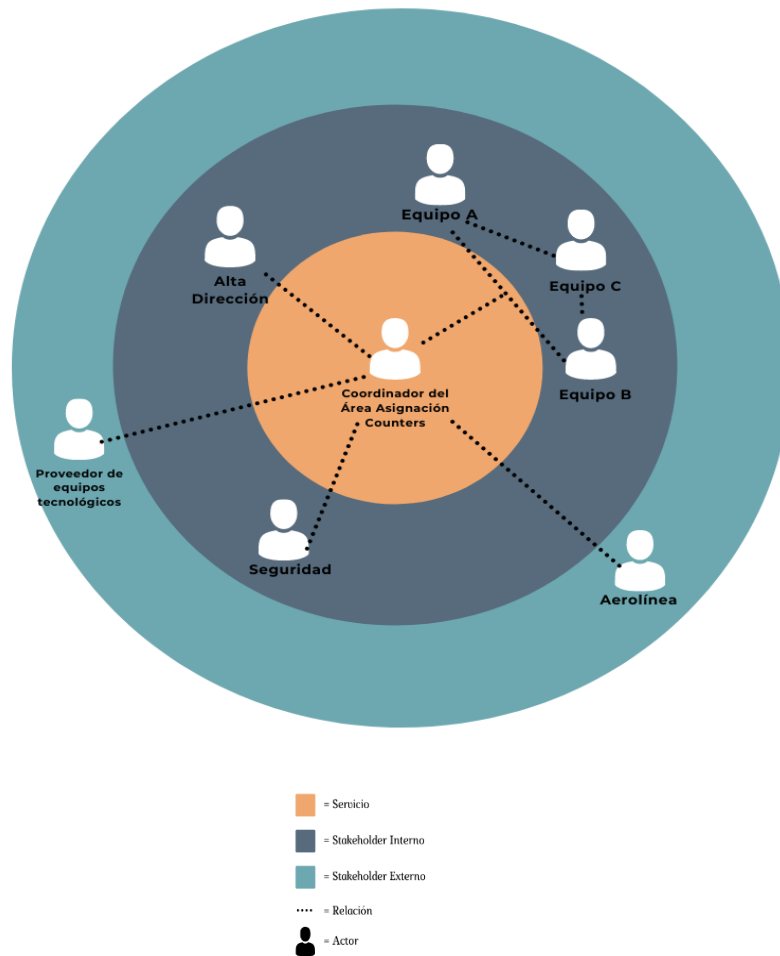 Equipo A
Alta
Dirección
Equipo C
Coordinador del
Área Asignación
Counters
Equipo B
Proveedor de
equipos
tecnológicos
Seguridad
Aerolínea
= Servicio
= Stakeholder Interno
= Stakeholder Externo
= Relación
= Actor